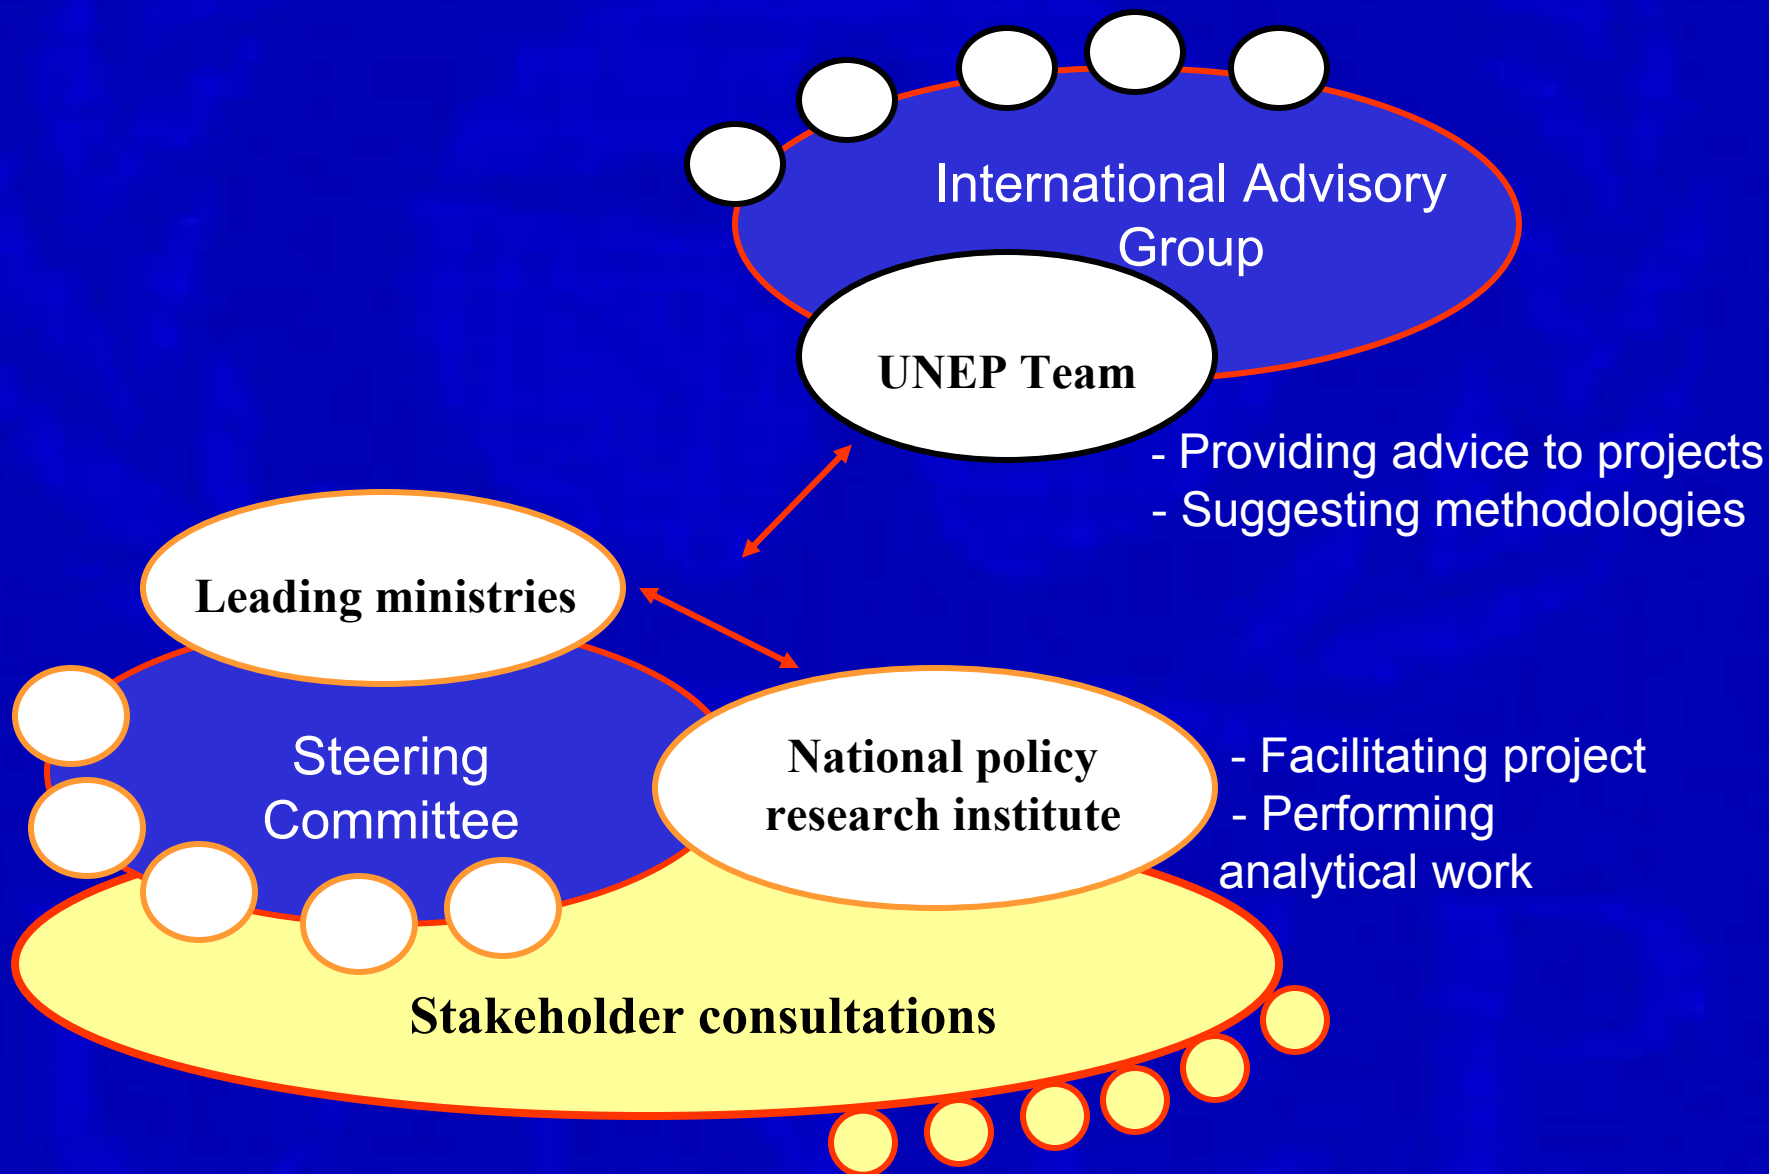 International Advisory
Group
UNEP Team
- Providing advice to projects
- Suggesting methodologies
Leading ministries
Steering
Committee
National policy
research institute
- Facilitating project
- Performing
analytical work
Stakeholder consultations